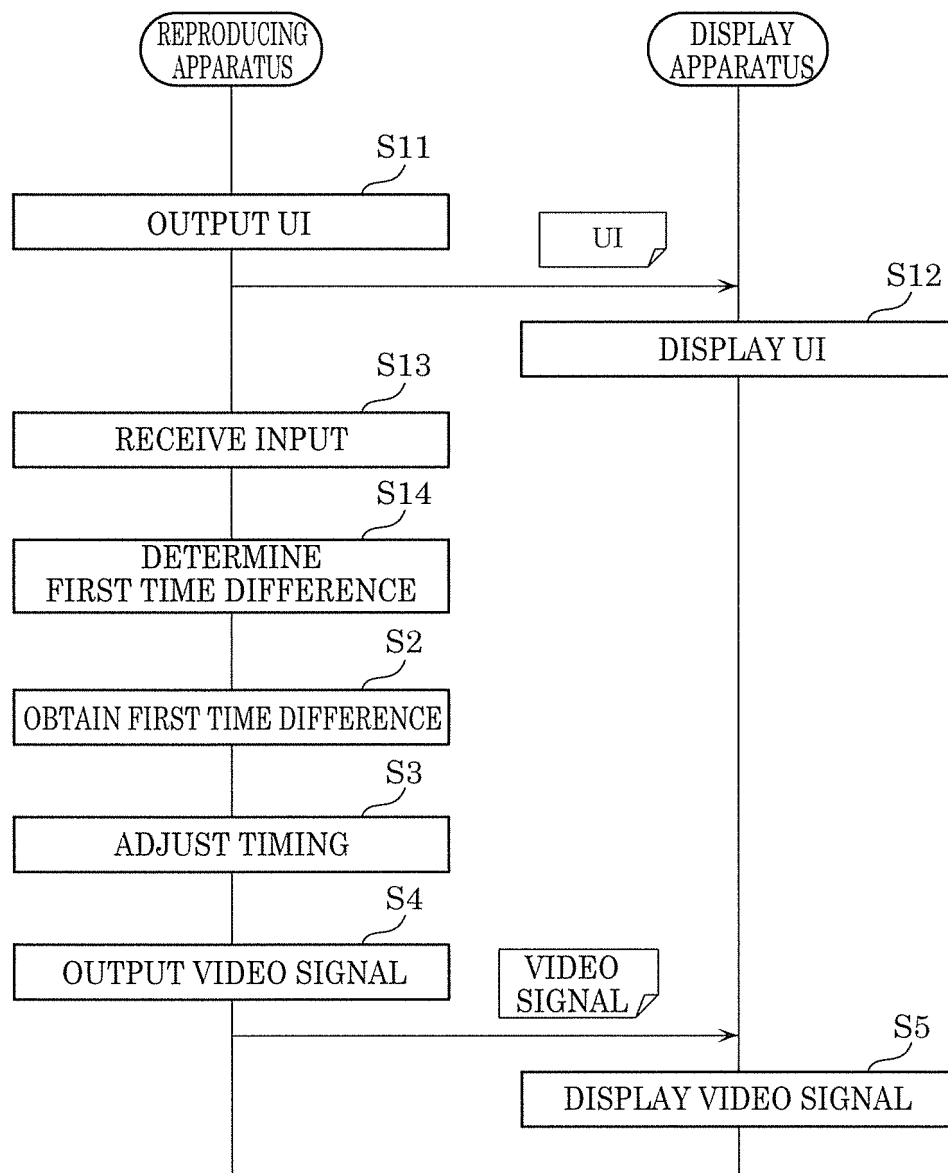 REPRODUCING
APPARATUS
DISPLAY
APPARATUS
S11
OUTPUT UI
UI
S12
DISPLAY UI
S13
RECEIVE INPUT
S14
DETERMINE
FIRST TIME DIFFERENCE
S2
OBTAIN FIRST TIME DIFFERENCE
S3
ADJUST TIMING
S4
OUTPUT VIDEO SIGNAL
VIDEO
SIGNAL
S5
DISPLAY VIDEO SIGNAL